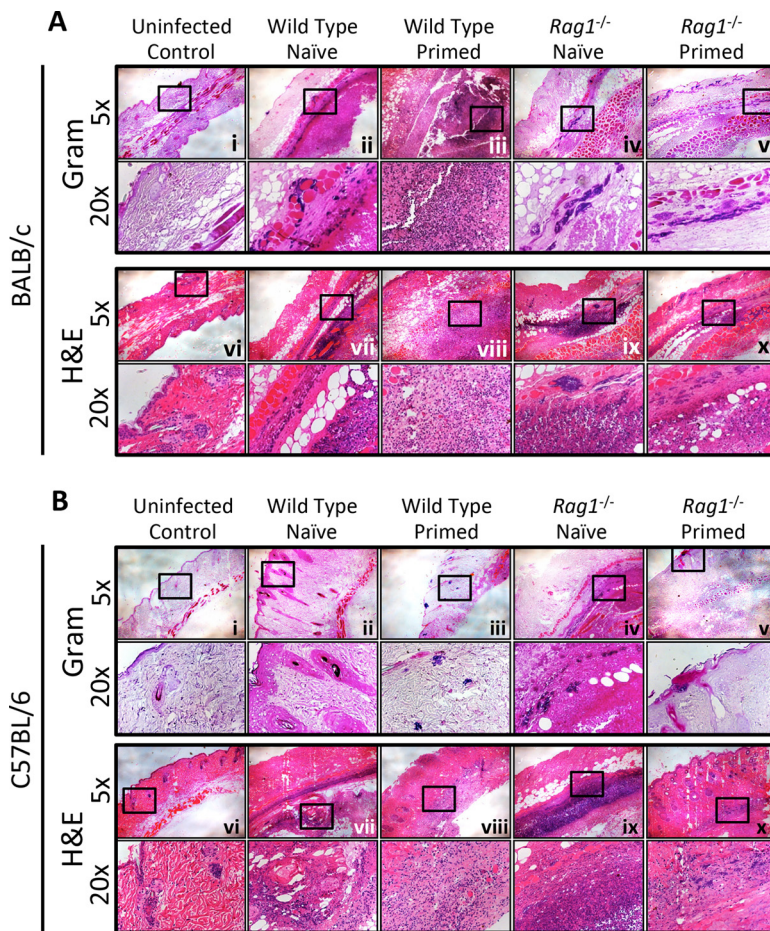 A
Uninfected Control
Wild Type Naïve
Wild Type Primed
Rag1-/- Naïve
Rag1-/- Primed
BALB/c
Gram
5x
i
ii
iii
iv
v
20x
H&E
5x
vi
vii
viii
ix
x
20x
B
Uninfected Control
Wild Type Naïve
Wild Type Primed
Rag1-/- Naïve
Rag1-/- Primed
C57BL/6
Gram
5x
i
ii
iii
iv
v
20x
H&E
5x
vi
vii
viii
ix
x
20x